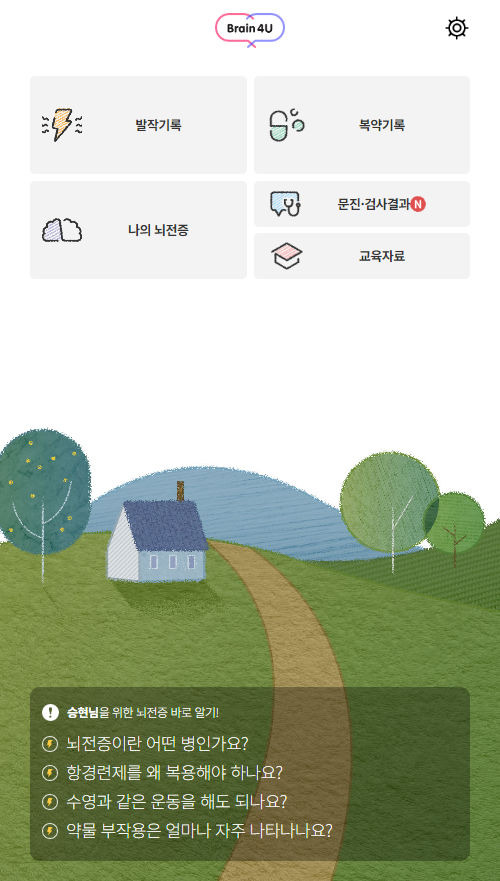 Brain4U
발작기록
복약기록
나의 뇌전증
문진·검사결과 N
교육자료
승현님을 위한 뇌전증 바로 알기!
뇌전증이란 어떤 병인가요?
항경련제를 왜 복용해야 하나요?
수영과 같은 운동을 해도 되나요?
약물 부작용은 얼마나 자주 나타나나요?